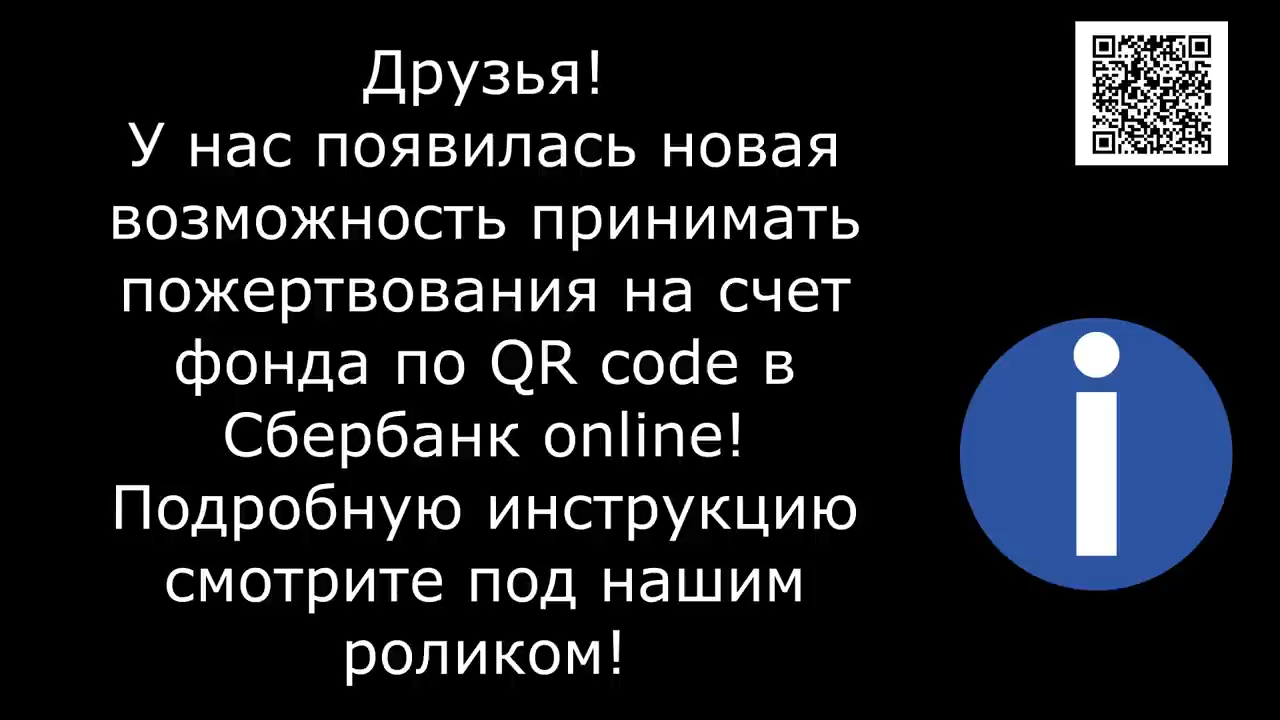 Друзья!
У нас появилась новая
возможность принимать
пожертвования на счет
фонда по QR code в
Сбербанк online!
Подробную инструкцию
смотрите под нашим
роликом!